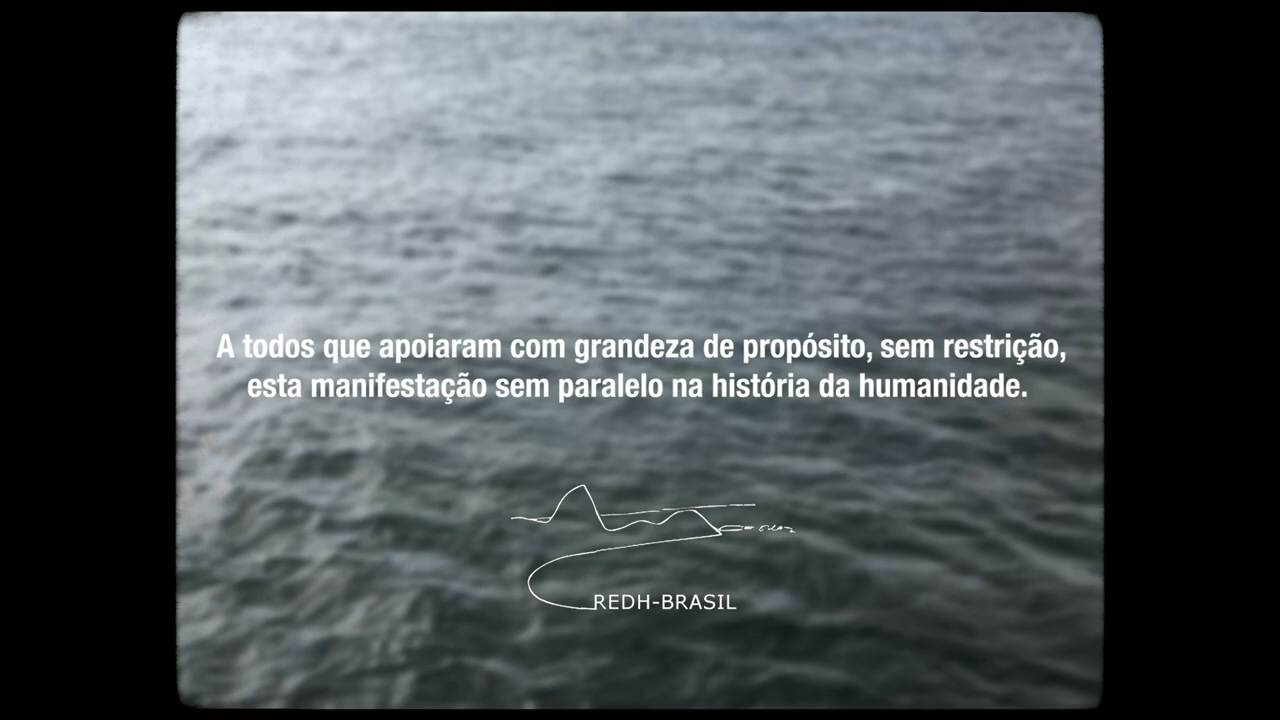 A todos que apoiaram com grandeza de propósito, sem restrição,
esta manifestação sem paralelo na história da humanidade.
REDH-BRASIL